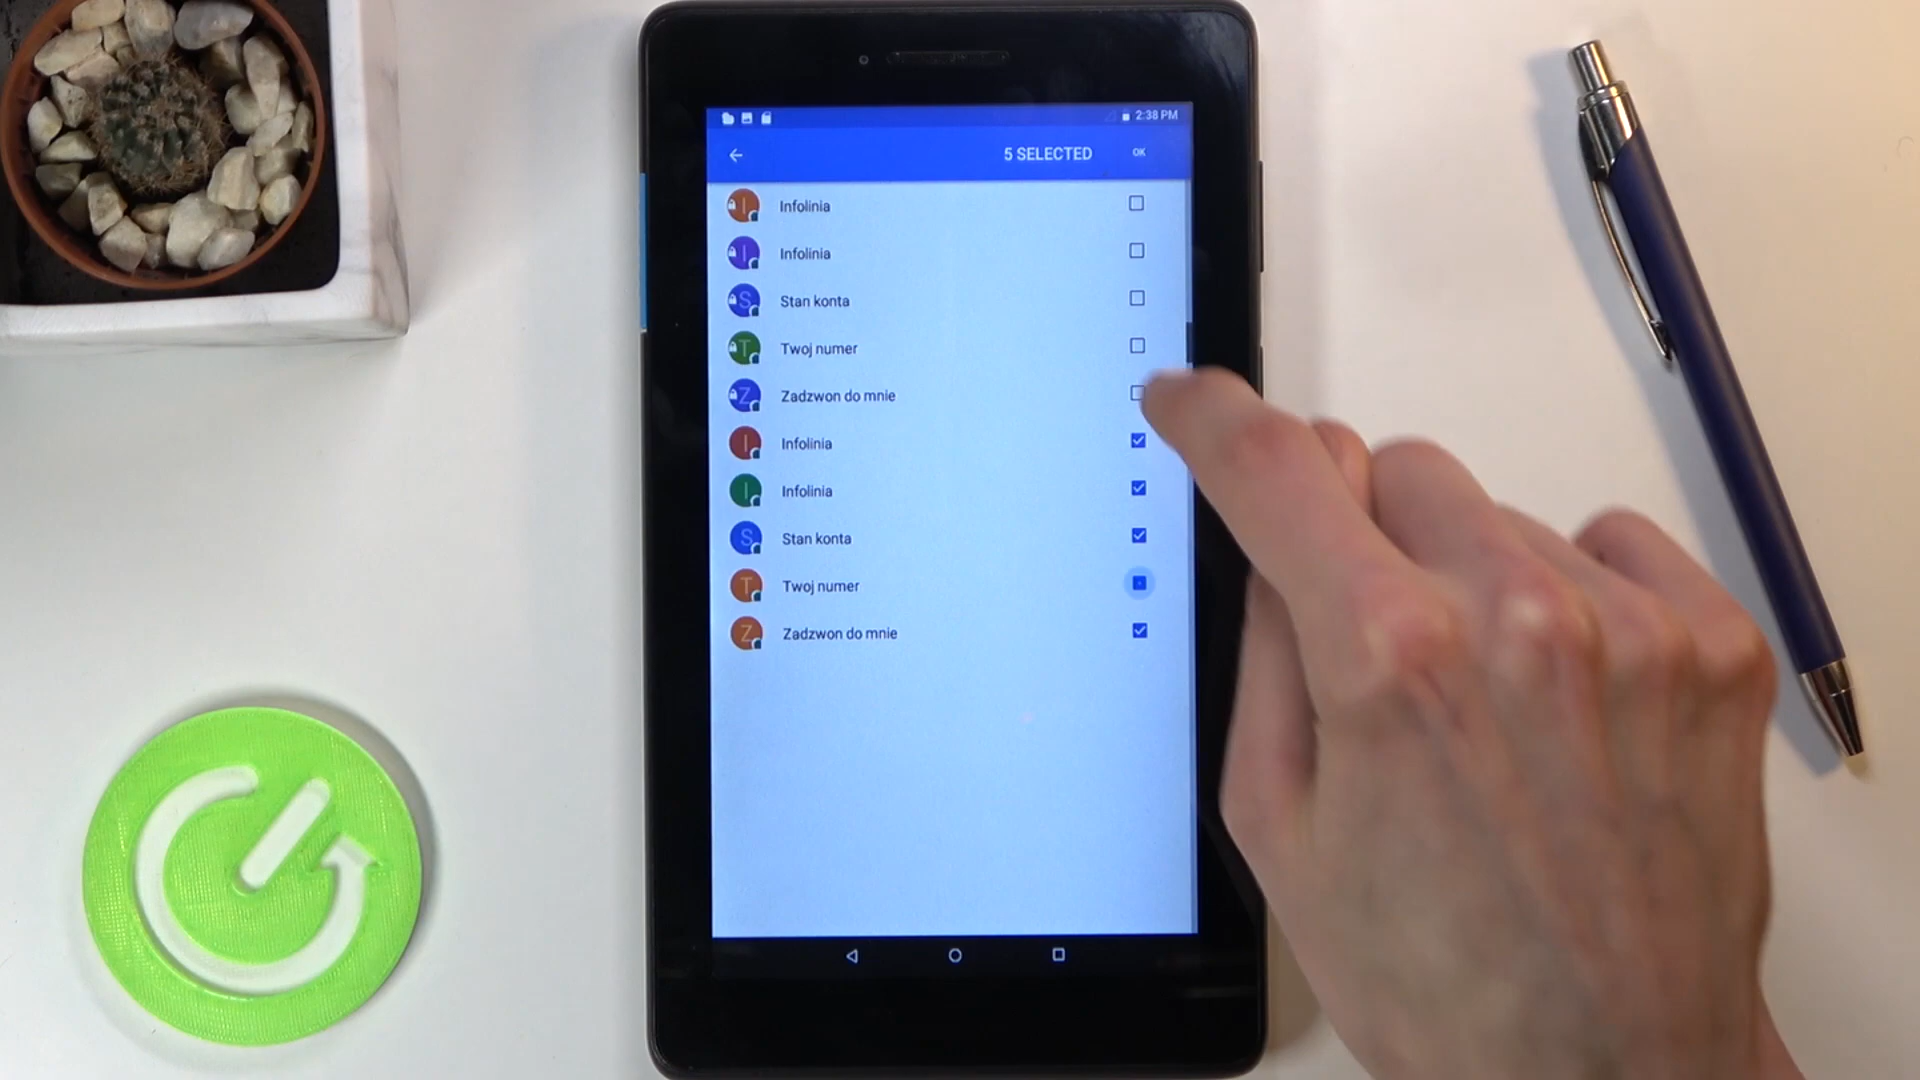 2:38 PM
5 SELECTED OK
I Infolinia
I Infolinia
S Stan konta
T Twoj numer
Z Zadzwon do mnie
I Infolinia
I Infolinia
S Stan konta
T Twoj numer
Z Zadzwon do mnie